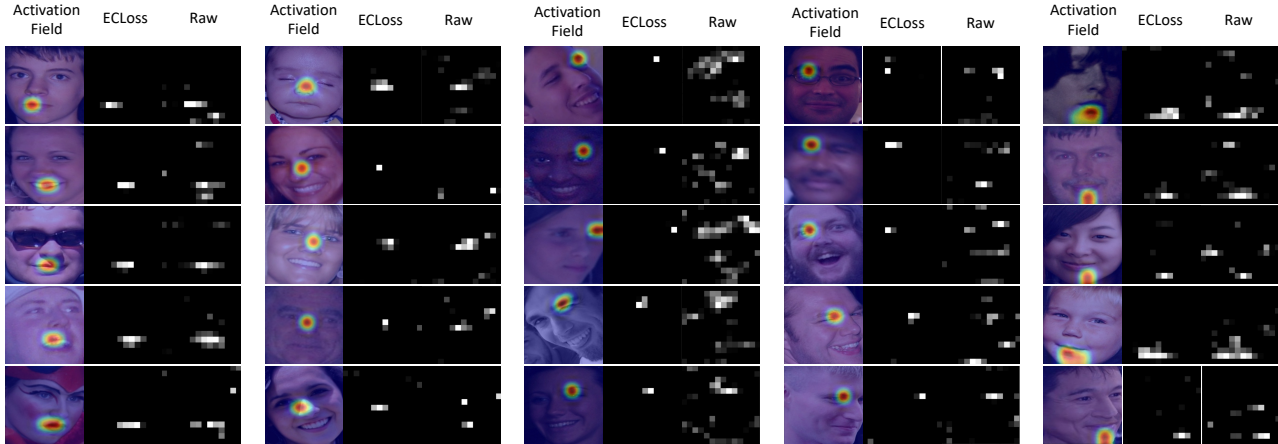 Activation
Field
ECLoss
Raw
Activation
Field
ECLoss
Raw
Activation
Field
ECLoss
Raw
Activation
Field
ECLoss
Raw
Activation
Field
ECLoss
Raw